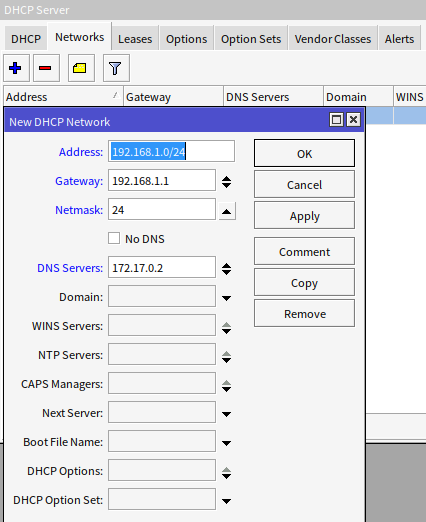 DHCP Server
DHCP Networks Leases Options Option Sets Vendor Classes Alerts
Address / Gateway DNS Servers Domain WINS
New DHCP Network
Address: 192.168.1.0/24 OK
Gateway: 192.168.1.1 Cancel
Netmask: 24 Apply
No DNS Comment
DNS Servers: 172.17.0.2 Copy
Domain: Remove
WINS Servers:
NTP Servers:
CAPS Managers:
Next Server:
Boot File Name:
DHCP Options:
DHCP Option Set: